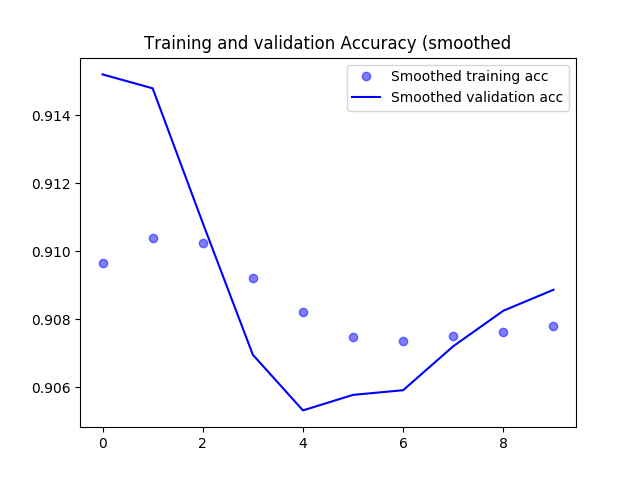 Training and validation Accuracy (smoothed
Smoothed training acc
Smoothed validation acc
0.914
0.912
0.910
0.908
0.906
0 2 4 6 8